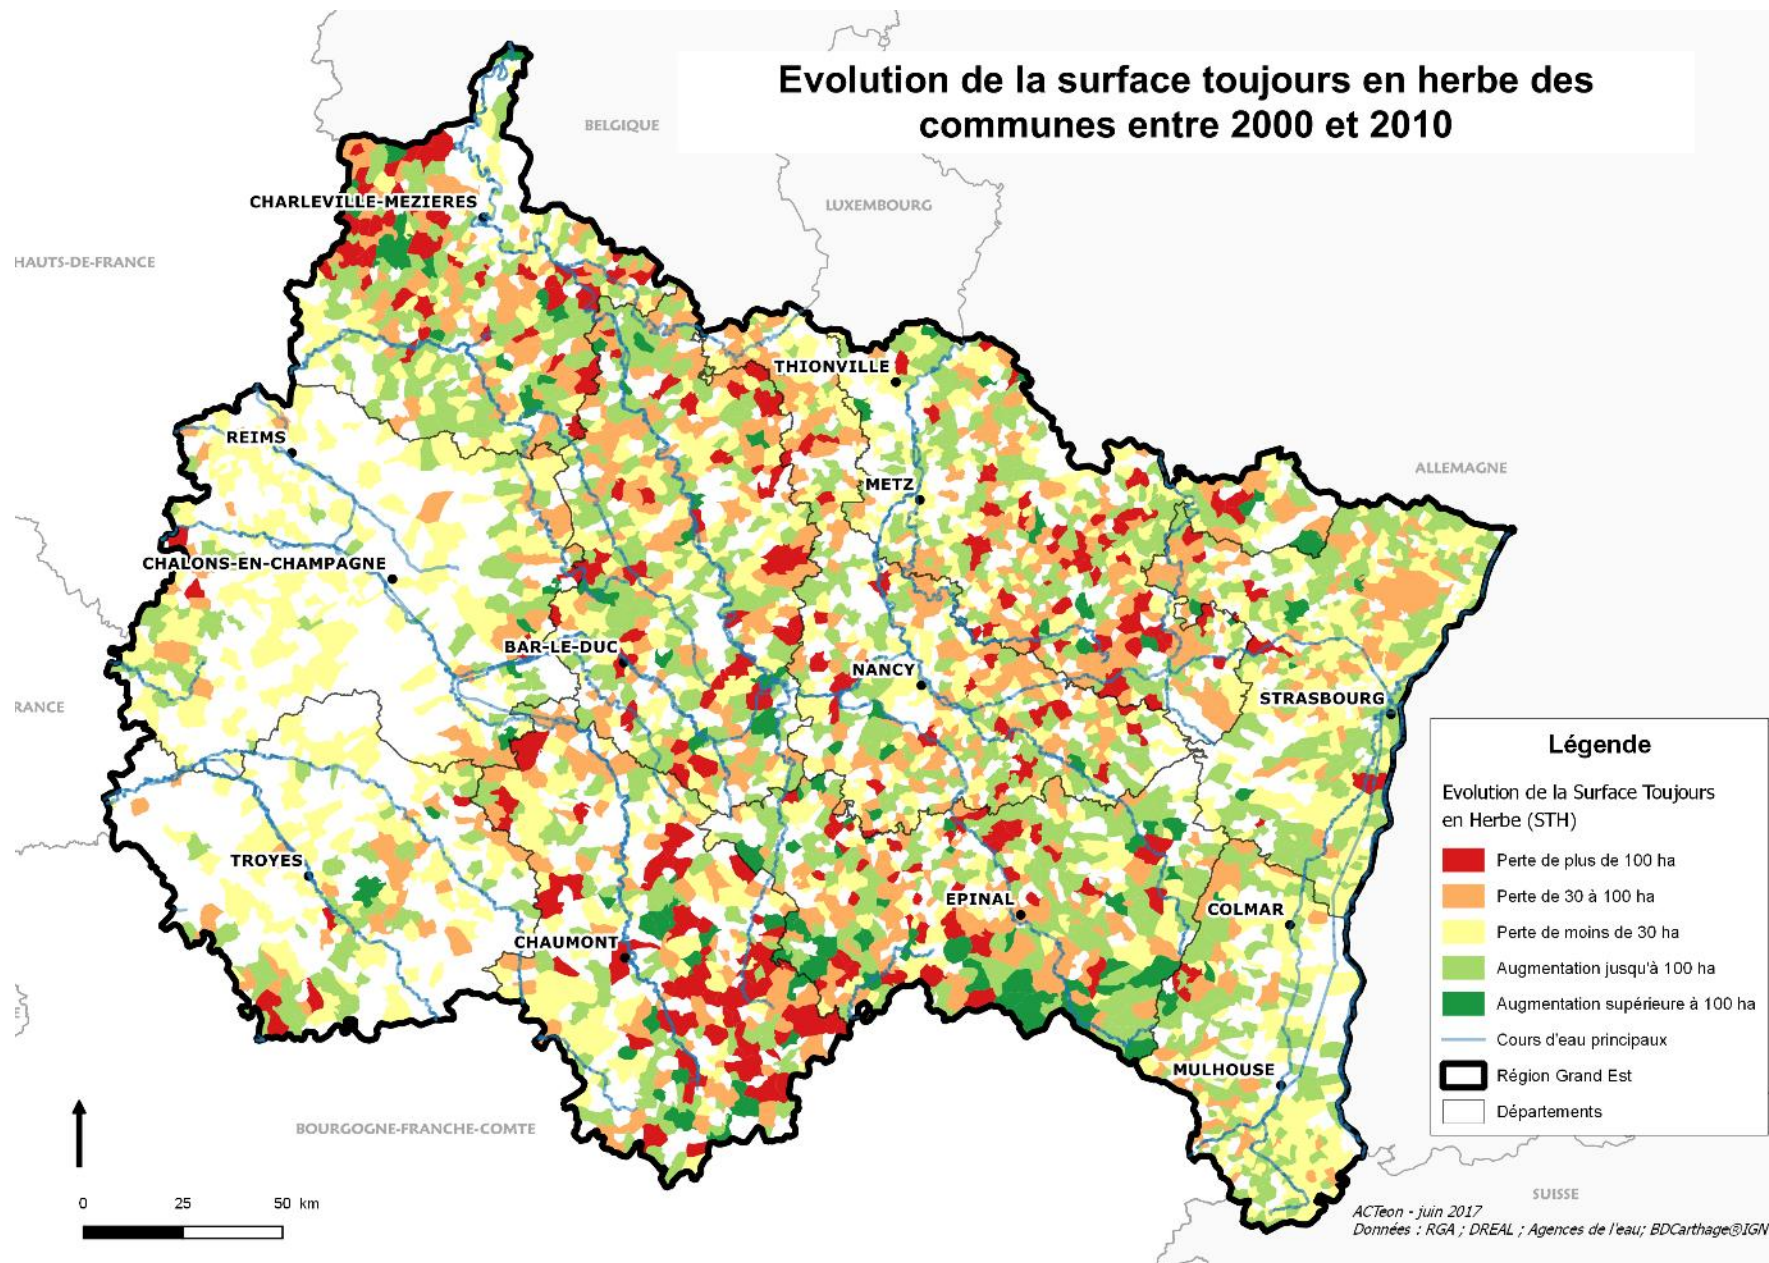 Evolution de la surface toujours en herbe des
communes entre 2000 et 2010
BELGIQUE
LUXEMBOURG
CHARLEVILLE-MEZIERES
HAUTS-DE-FRANCE
THIONVILLE
REIMS
ALLEMAGNE
METZ
CHALONS-EN-CHAMPAGNE
BAR-LE-DUC
NANCY
STRASBOURG
RANCE
TROYES
EPINAL
COLMAR
CHAUMONT
MULHOUSE
BOURGOGNE-FRANCHE-COMTE
SUISSE
Légende
Evolution de la Surface Toujours
en Herbe (STH)
Perte de plus de 100 ha
Perte de 30 à 100 ha
Perte de moins de 30 ha
Augmentation jusqu'à 100 ha
Augmentation supérieure à 100 ha
Cours d'eau principaux
Région Grand Est
Départements
0 25 50 km
ACTeon - juin 2017
Données : RGA ; DREAL ; Agences de l'eau; BDCarthage®IGN